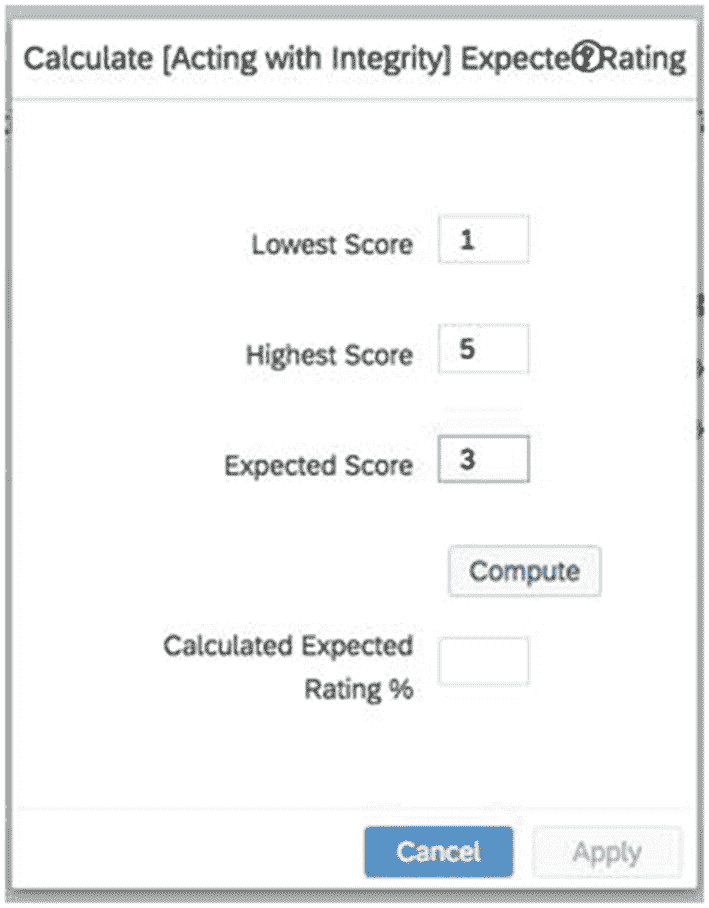 Calculate [Acting with Integrity] Expected Rating
Lowest Score 1
Highest Score 5
Expected Score 3
Compute
Calculated Expected
Rating %
Cancel Apply